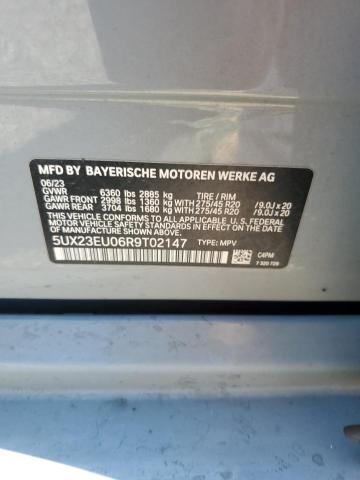 MFD BY BAYERISCHE MOTOREN WERKE AG
06/23
GVWR 6360 lbs 2885 kg TIRE / RIM
GAWR FRONT 2998 lbs 1360 kg WITH 275/45 R20 /9.0J x 20
GAWR REAR 3704 lbs 1680 kg WITH 275/45 R20 /9.0J x 20
THIS VEHICLE CONFORMS TO ALL APPLICABLE U.S. FEDERAL
MOTOR VEHICLE SAFETY STANDARDS IN EFFECT ON THE DATE
OF MANUFACTURE SHOWN ABOVE.
5UX23EU06R9T02147 TYPE: MPV
C4PM
7 320 729